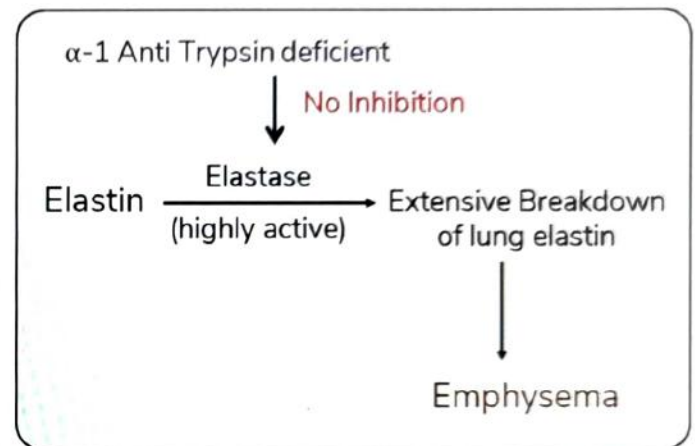 α-1 Anti Trypsin deficient
No Inhibition
Elastase
Elastin
Extensive Breakdown
(highly active)
of lung elastin
Emphysema